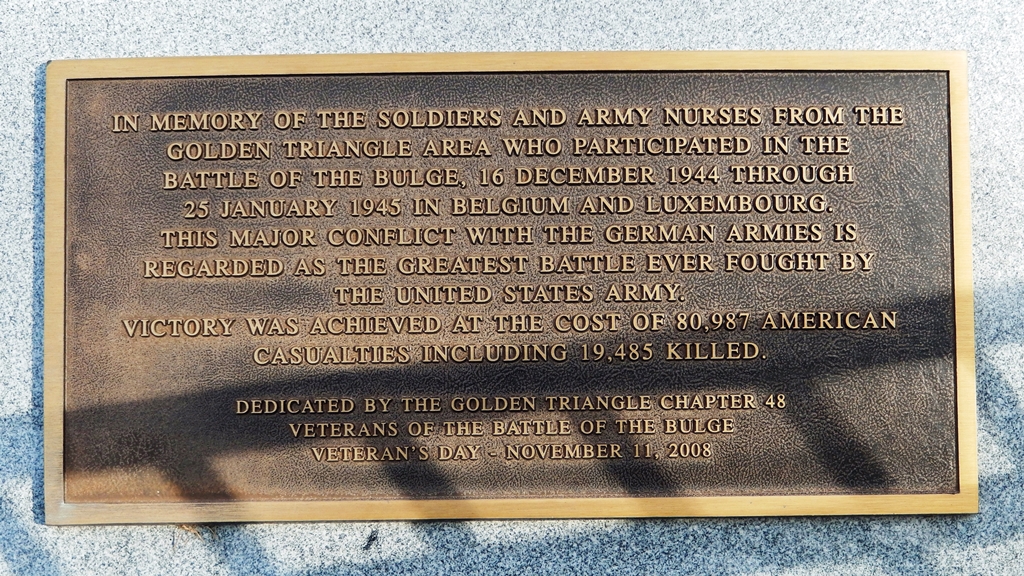 IN MEMORY OF THE SOLDIERS AND ARMY NURSES FROM THE
GOLDEN TRIANGLE AREA WHO PARTICIPATED IN THE
BATTLE OF THE BULGE, 16 DECEMBER 1944 THROUGH
25 JANUARY 1945 IN BELGIUM AND LUXEMBOURG.
THIS MAJOR CONFLICT WITH THE GERMAN ARMIES IS
REGARDED AS THE GREATEST BATTLE EVER FOUGHT BY
THE UNITED STATES ARMY.
VICTORY WAS ACHIEVED AT THE COST OF 80,987 AMERICAN
CASUALTIES INCLUDING 19,485 KILLED.
DEDICATED BY THE GOLDEN TRIANGLE CHAPTER 48
VETERANS OF THE BATTLE OF THE BULGE
VETERAN'S DAY - NOVEMBER 11, 2008